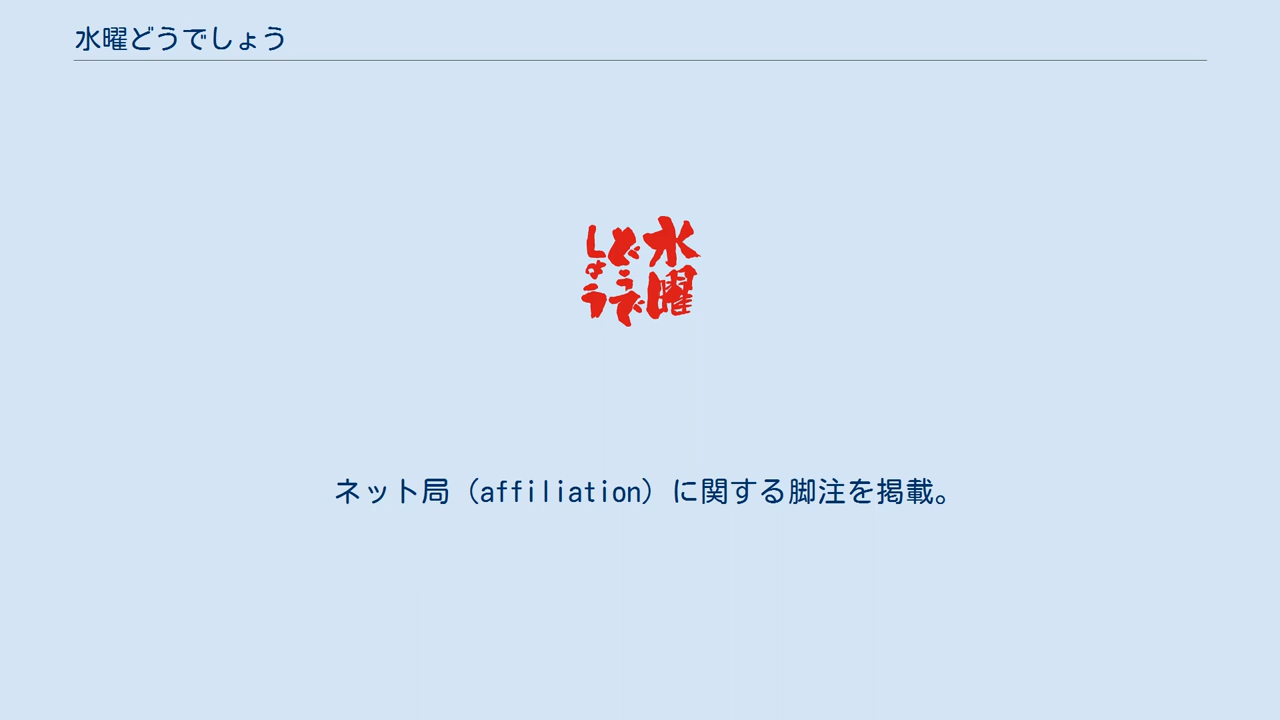 水曜どうでしょう
水曜
どうで
しょう
ネット局（affiliation）に関する脚注を掲載。